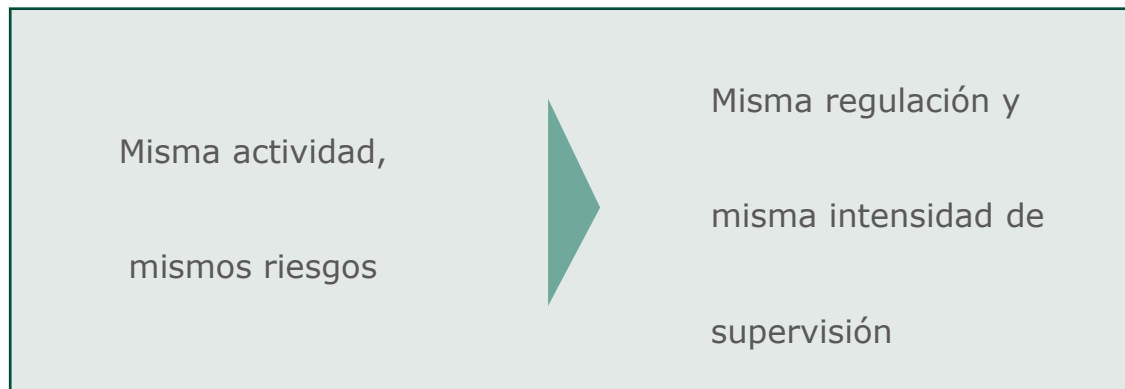 Misma actividad,
mismos riesgos
Misma regulación y
misma intensidad de
supervisión